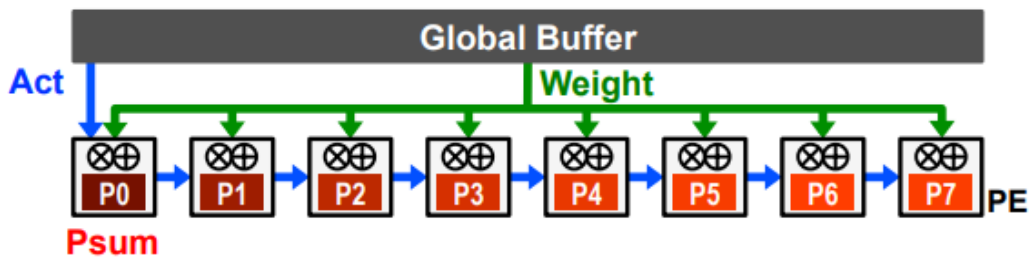 Global Buffer
Act
Weight
P0 P1 P2 P3 P4 P5 P6 P7 PE
Psum